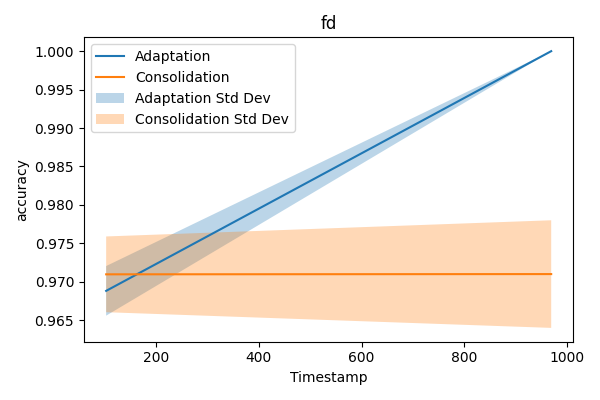 fd
1.000
0.995
0.990
0.985
0.980
0.975
0.970
0.965
accuracy
Adaptation
Consolidation
Adaptation Std Dev
Consolidation Std Dev
200 400 600 800 1000
Timestamp